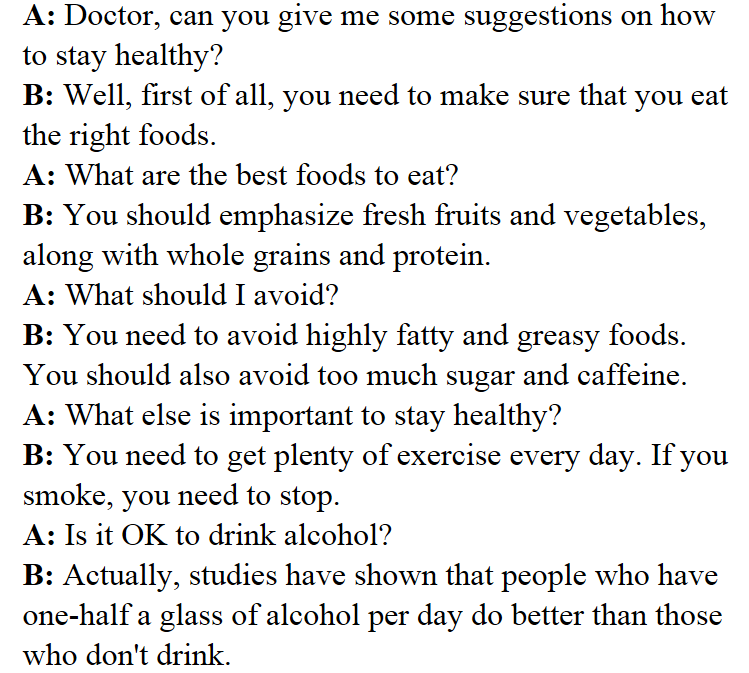 A: Doctor, can you give me some suggestions on how
to stay healthy?
B: Well, first of all, you need to make sure that you eat
the right foods.
A: What are the best foods to eat?
B: You should emphasize fresh fruits and vegetables,
along with whole grains and protein.
A: What should I avoid?
B: You need to avoid highly fatty and greasy foods.
You should also avoid too much sugar and caffeine.
A: What else is important to stay healthy?
B: You need to get plenty of exercise every day. If you
smoke, you need to stop.
A: Is it OK to drink alcohol?
B: Actually, studies have shown that people who have
one-half a glass of alcohol per day do better than those
who don't drink.